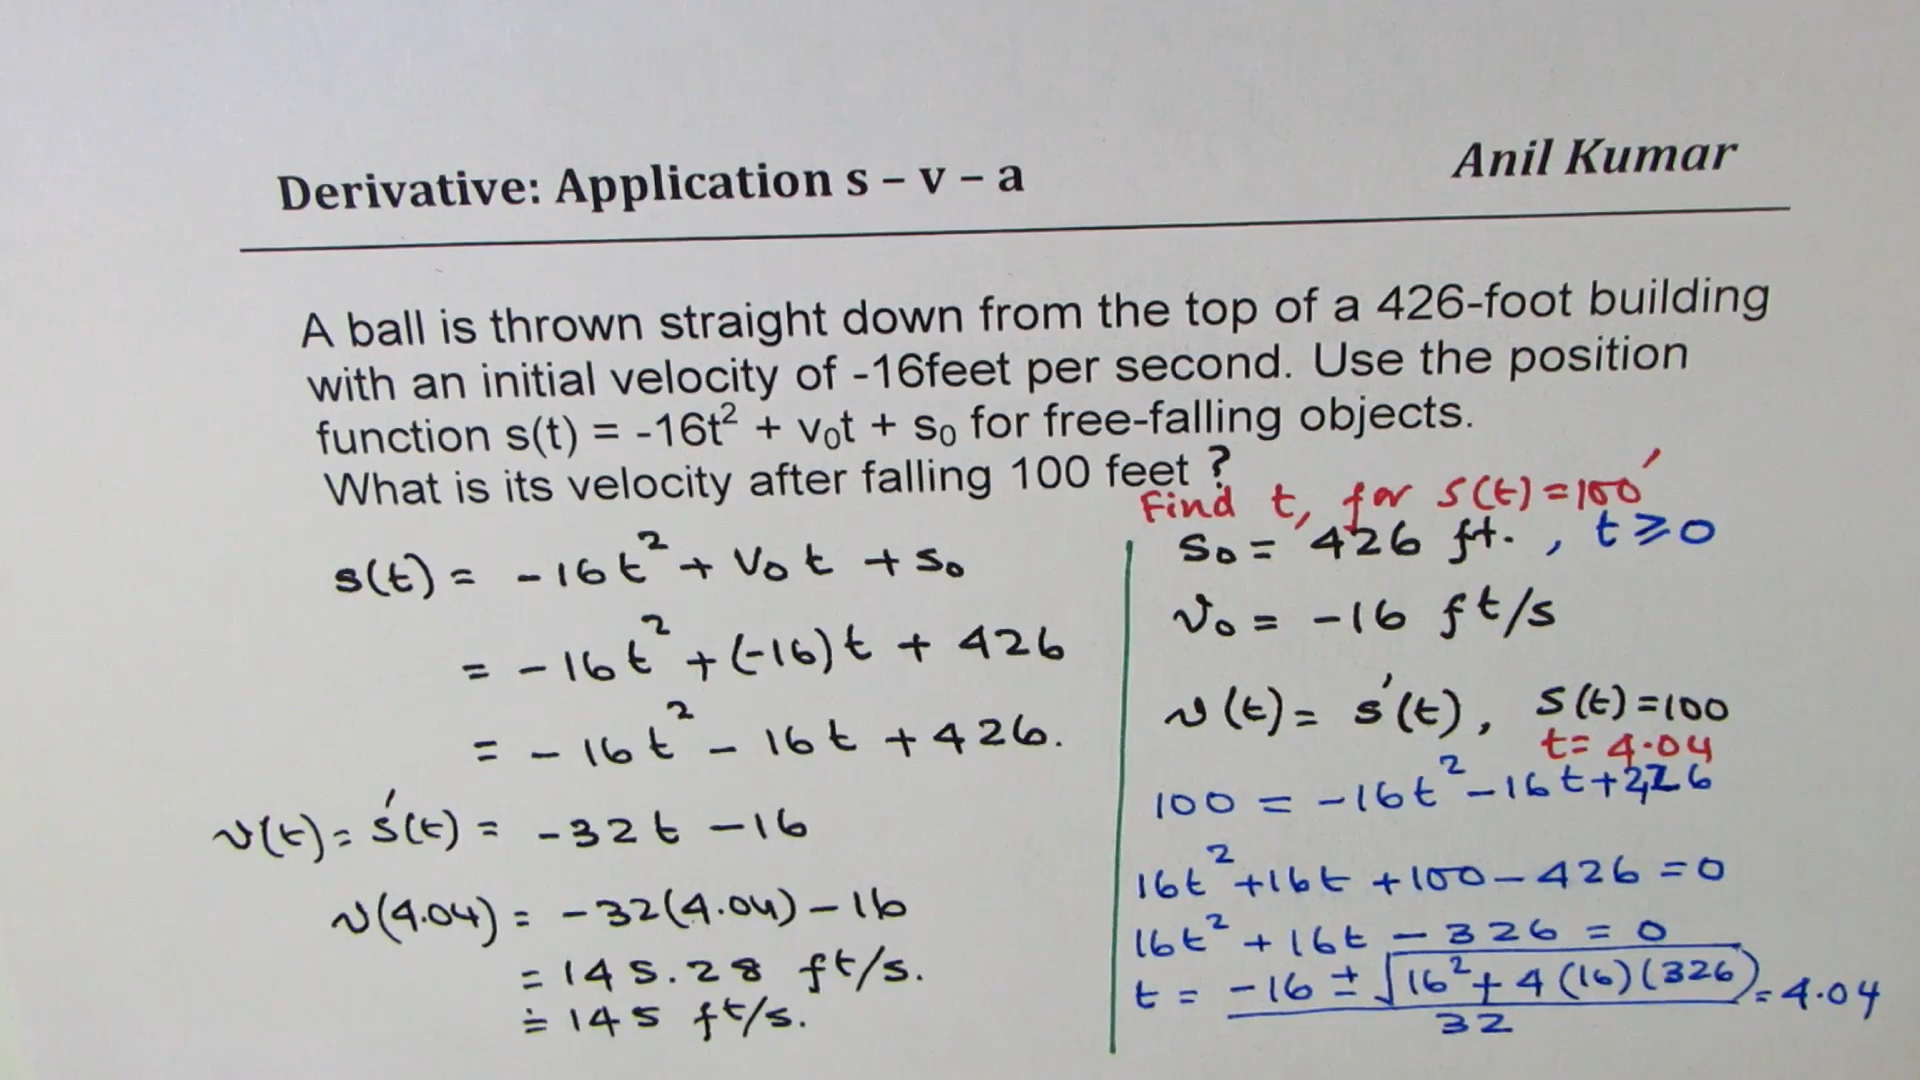 Derivative: Application s – v – a
Anil Kumar
A ball is thrown straight down from the top of a 426-foot building
with an initial velocity of -16feet per second. Use the position
function s(t) = -16t² + v₀t + s₀ for free-falling objects.
What is its velocity after falling 100 feet ?
Find t, for s(t) = 100'
s(t) = -16t² + V₀t + s₀
= -16t² + (-16)t + 426
= -16t² - 16t + 426.
v(t) = s'(t) = -32t - 16
v(4.04) = -32(4.04) - 16
= 145.28 ft/s.
≐ 145 ft/s.
s₀ = 426 ft. , t ≥ 0
v₀ = -16 ft/s
v(t) = s'(t), s(t) = 100
t = 4.04
100 = -16t² - 16t +
16t² + 16t + 100 - 426 = 0
16t² + 16t - 326 = 0
t = -16 ± √(16² + 4(16)(326)) = 4.04
32